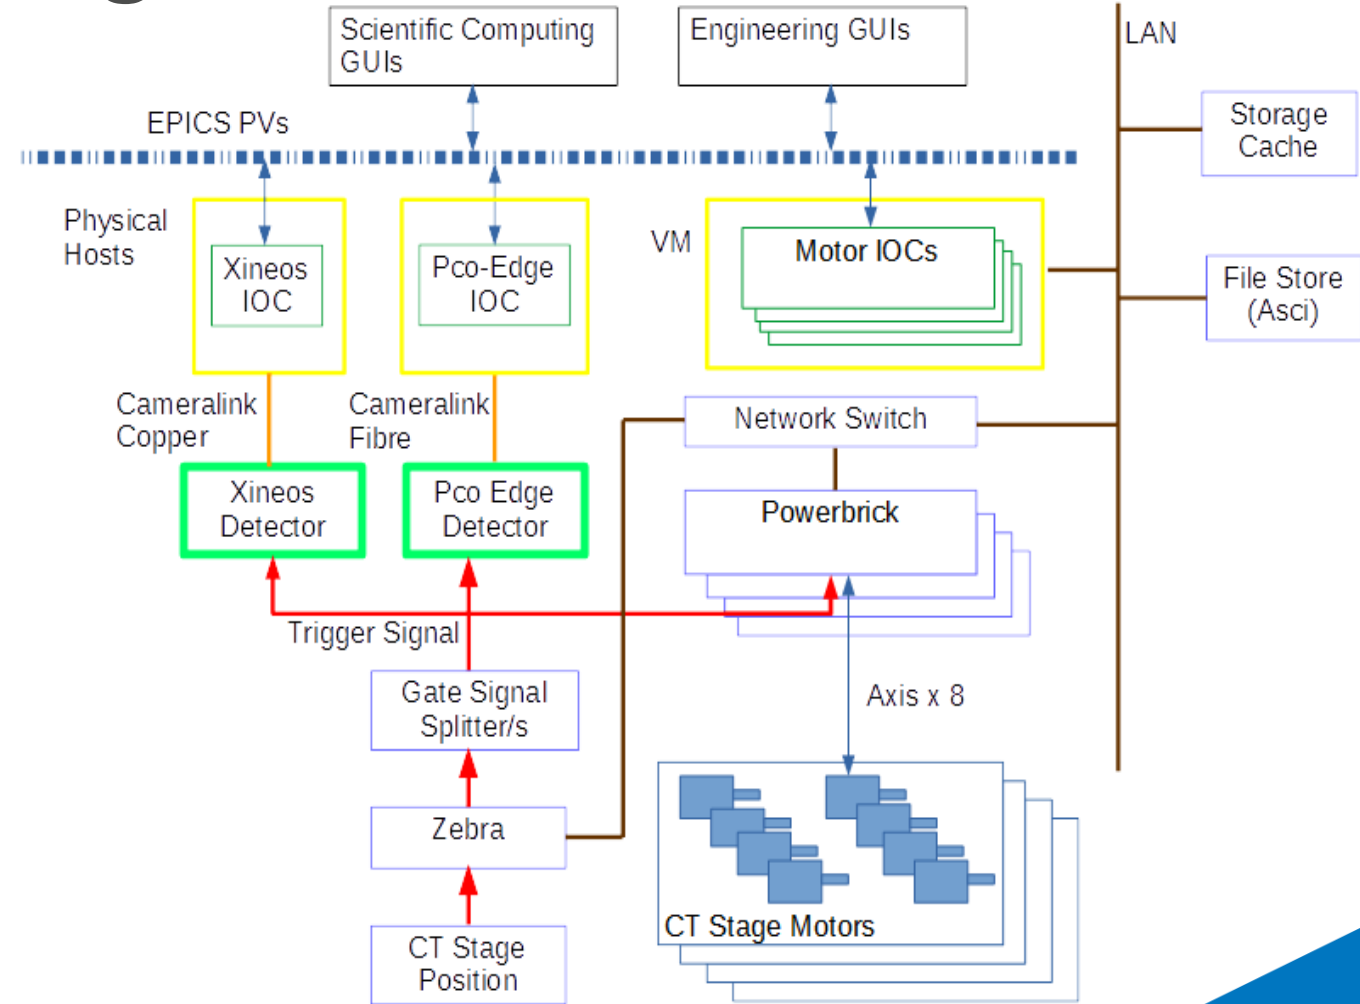 Scientific Computing
GUIs
Engineering GUIs
LAN
EPICS PVs
Storage
Cache
Physical
Hosts
Xineos
IOC
Pco-Edge
IOC
VM
Motor IOCs
File Store
(Asci)
Cameralink
Copper
Cameralink
Fibre
Network Switch
Xineos
Detector
Pco Edge
Detector
Powerbrick
Trigger Signal
Gate Signal
Splitter/s
Axis x 8
Zebra
CT Stage Motors
CT Stage
Position